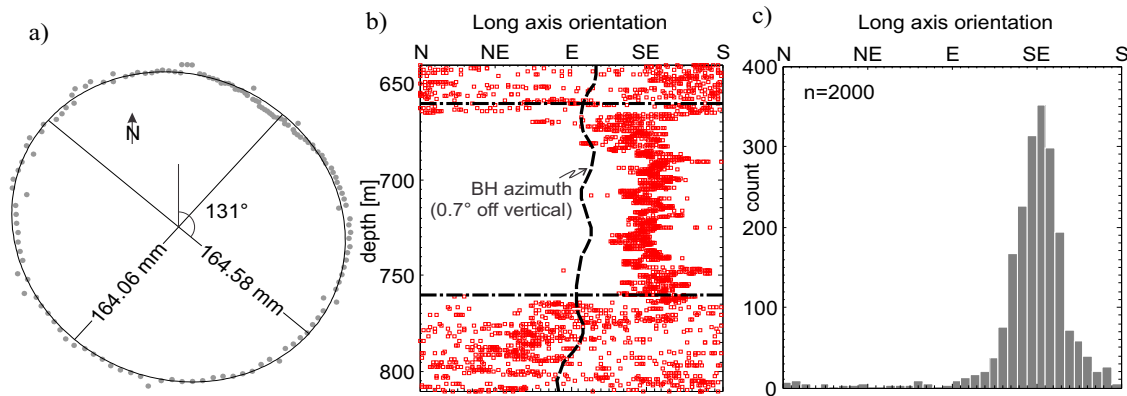 a)
N
131°
164.06 mm
164.58 mm
b)
Long axis orientation
N NE E SE S
650
700
750
800
depth [m]
BH azimuth
(0.7° off vertical)
c)
Long axis orientation
N NE E SE S
400
300
200
100
0
count
n=2000